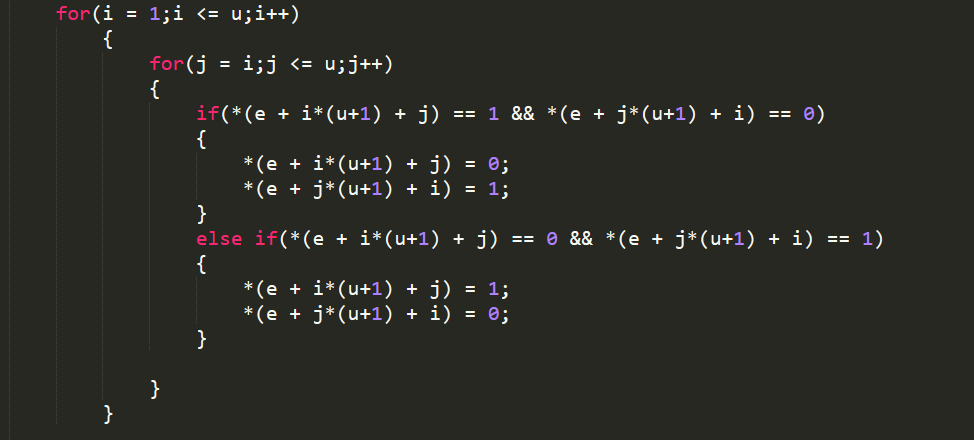 for(i = 1;i <= u;i++)
{
for(j = i;j <= u;j++)
{
if(*(e + i*(u+1) + j) == 1 && *(e + j*(u+1) + i) == 0)
{
*(e + i*(u+1) + j) = 0;
*(e + j*(u+1) + i) = 1;
}
else if(*(e + i*(u+1) + j) == 0 && *(e + j*(u+1) + i) == 1)
{
*(e + i*(u+1) + j) = 1;
*(e + j*(u+1) + i) = 0;
}
}
}